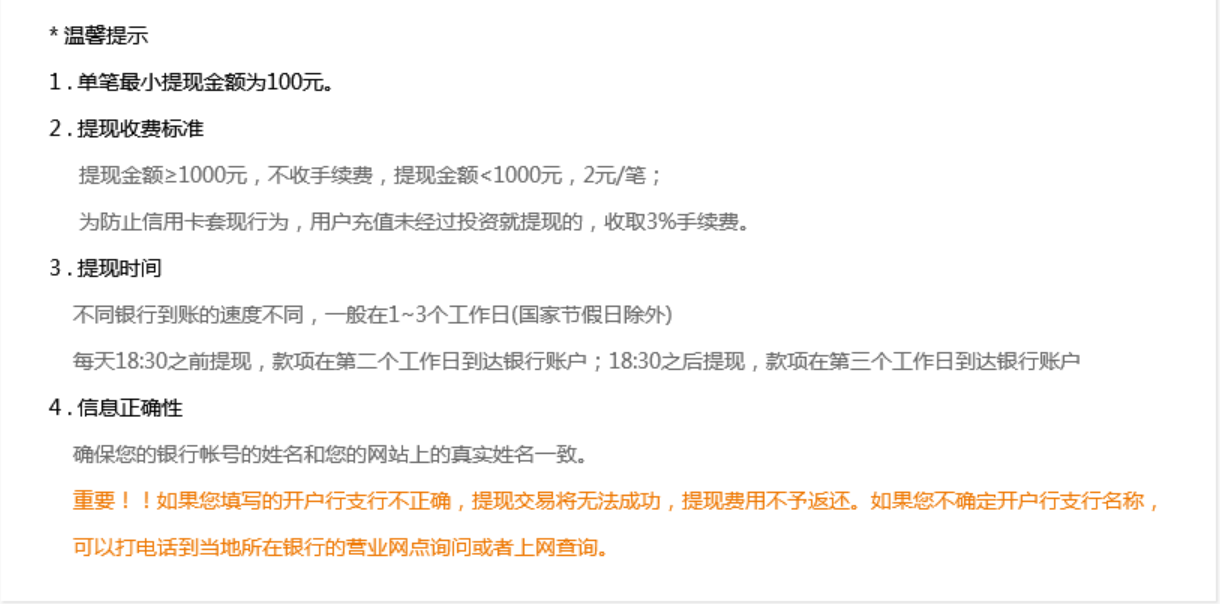 * 温馨提示
1 . 单笔最小提现金额为100元。
2 . 提现收费标准
提现金额≥1000元，不收手续费，提现金额<1000元，2元/笔；
为防止信用卡套现行为，用户充值未经过投资就提现的，收取3%手续费。
3 . 提现时间
不同银行到账的速度不同，一般在1~3个工作日(国家节假日除外)
每天18:30之前提现，款项在第二个工作日到达银行账户；18:30之后提现，款项在第三个工作日到达银行账户
4 . 信息正确性
确保您的银行帐号的姓名和您的网站上的真实姓名一致。
重要！！如果您填写的开户行支行不正确，提现交易将无法成功，提现费用不予返还。如果您不确定开户行支行名称，
可以打电话到当地所在银行的营业网点询问或者上网查询。